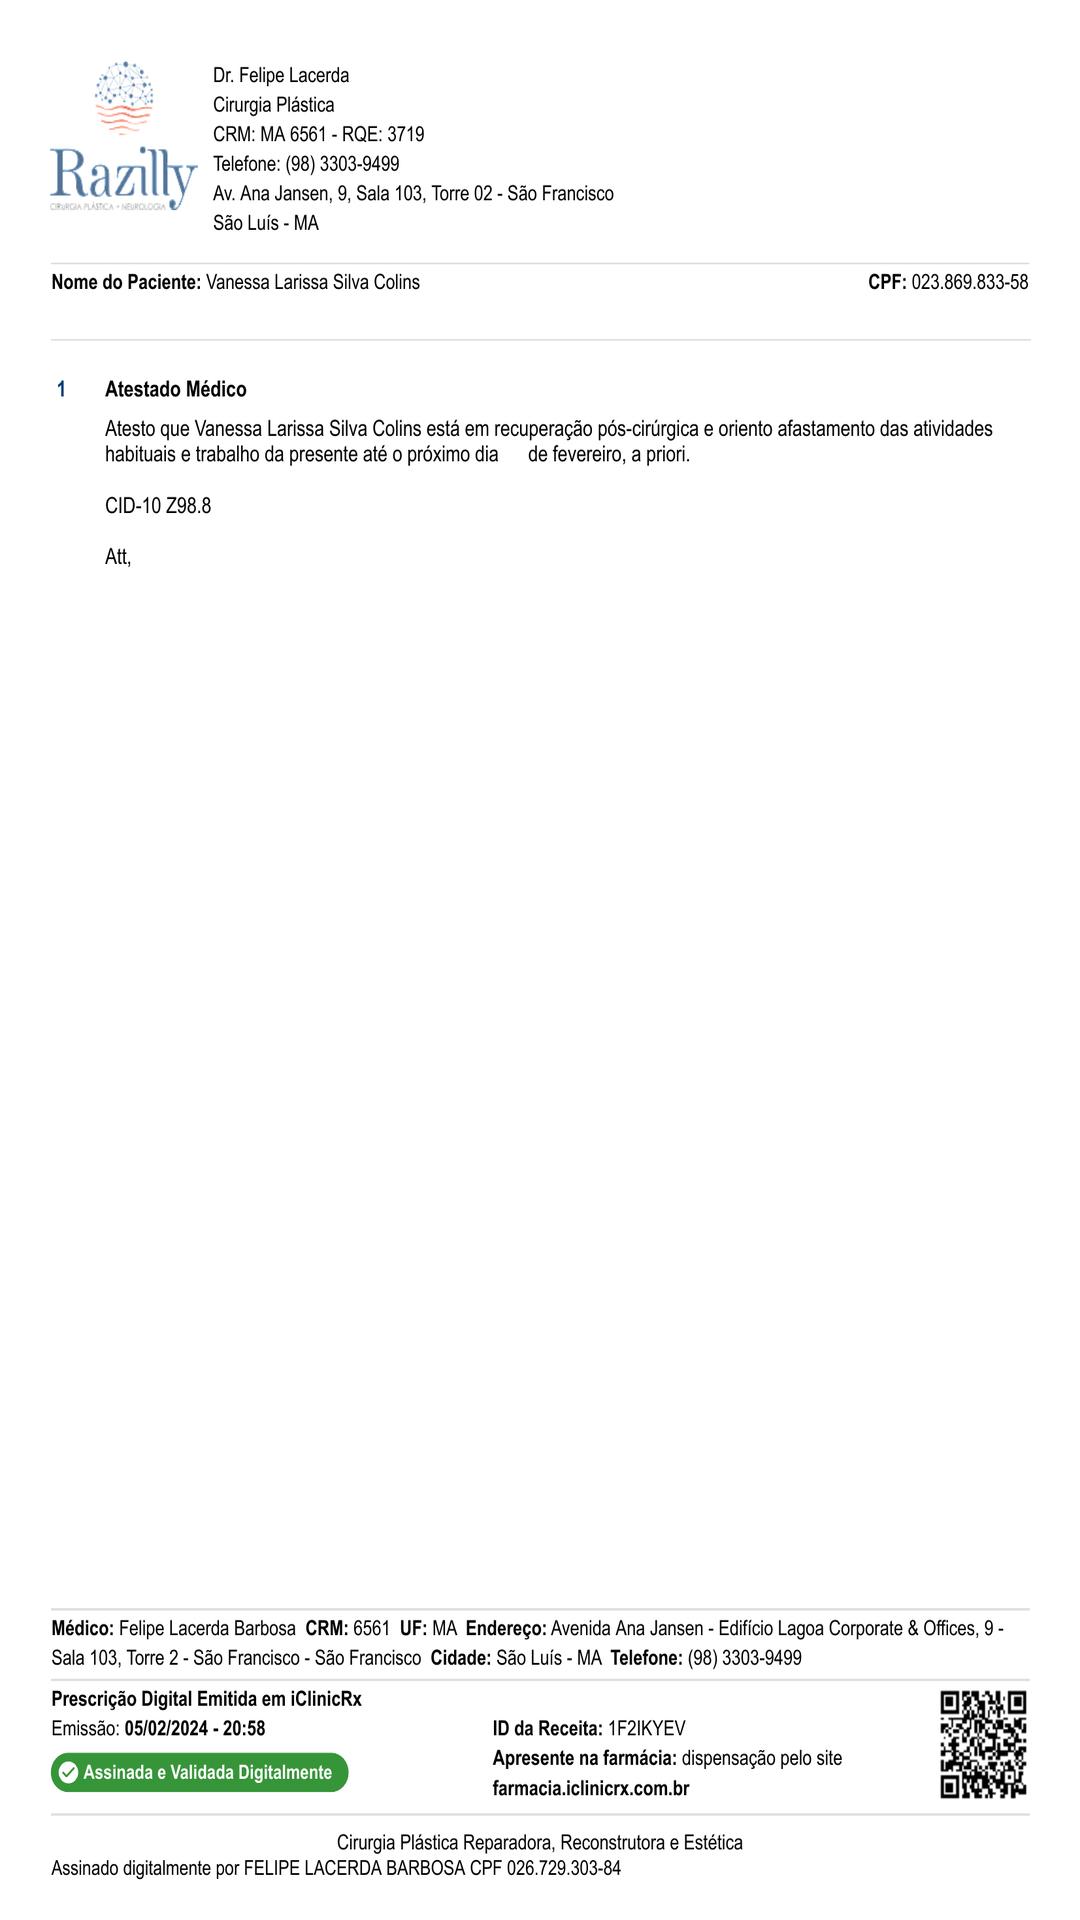 Razilly
CIRURGIA PLÁSTICA • NEUROLOGIA
Dr. Felipe Lacerda
Cirurgia Plástica
CRM: MA 6561 - RQE: 3719
Telefone: (98) 3303-9499
Av. Ana Jansen, 9, Sala 103, Torre 02 - São Francisco
São Luís - MA
Nome do Paciente: Vanessa Larissa Silva Colins CPF: 023.869.833-58
1 Atestado Médico
Atesto que Vanessa Larissa Silva Colins está em recuperação pós-cirúrgica e oriento afastamento das atividades
habituais e trabalho da presente até o próximo dia de fevereiro, a priori.
CID-10 Z98.8
Att,
Médico: Felipe Lacerda Barbosa CRM: 6561 UF: MA Endereço: Avenida Ana Jansen - Edifício Lagoa Corporate & Offices, 9 -
Sala 103, Torre 2 - São Francisco - São Francisco Cidade: São Luís - MA Telefone: (98) 3303-9499
Prescrição Digital Emitida em iClinicRx
Emissão: 05/02/2024 - 20:58
Assinada e Validada Digitalmente
ID da Receita: 1F2IKYEV
Apresente na farmácia: dispensação pelo site
farmacia.iclinicrx.com.br
Cirurgia Plástica Reparadora, Reconstrutora e Estética
Assinado digitalmente por FELIPE LACERDA BARBOSA CPF 026.729.303-84